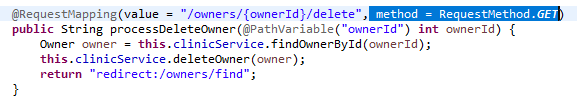 @RequestMapping(value = "/owners/{ownerId}/delete", method = RequestMethod.GET)
public String processDeleteOwner(@PathVariable("ownerId") int ownerId) {
    Owner owner = this.clinicService.findOwnerById(ownerId);
    this.clinicService.deleteOwner(owner);
    return "redirect:/owners/find";
}